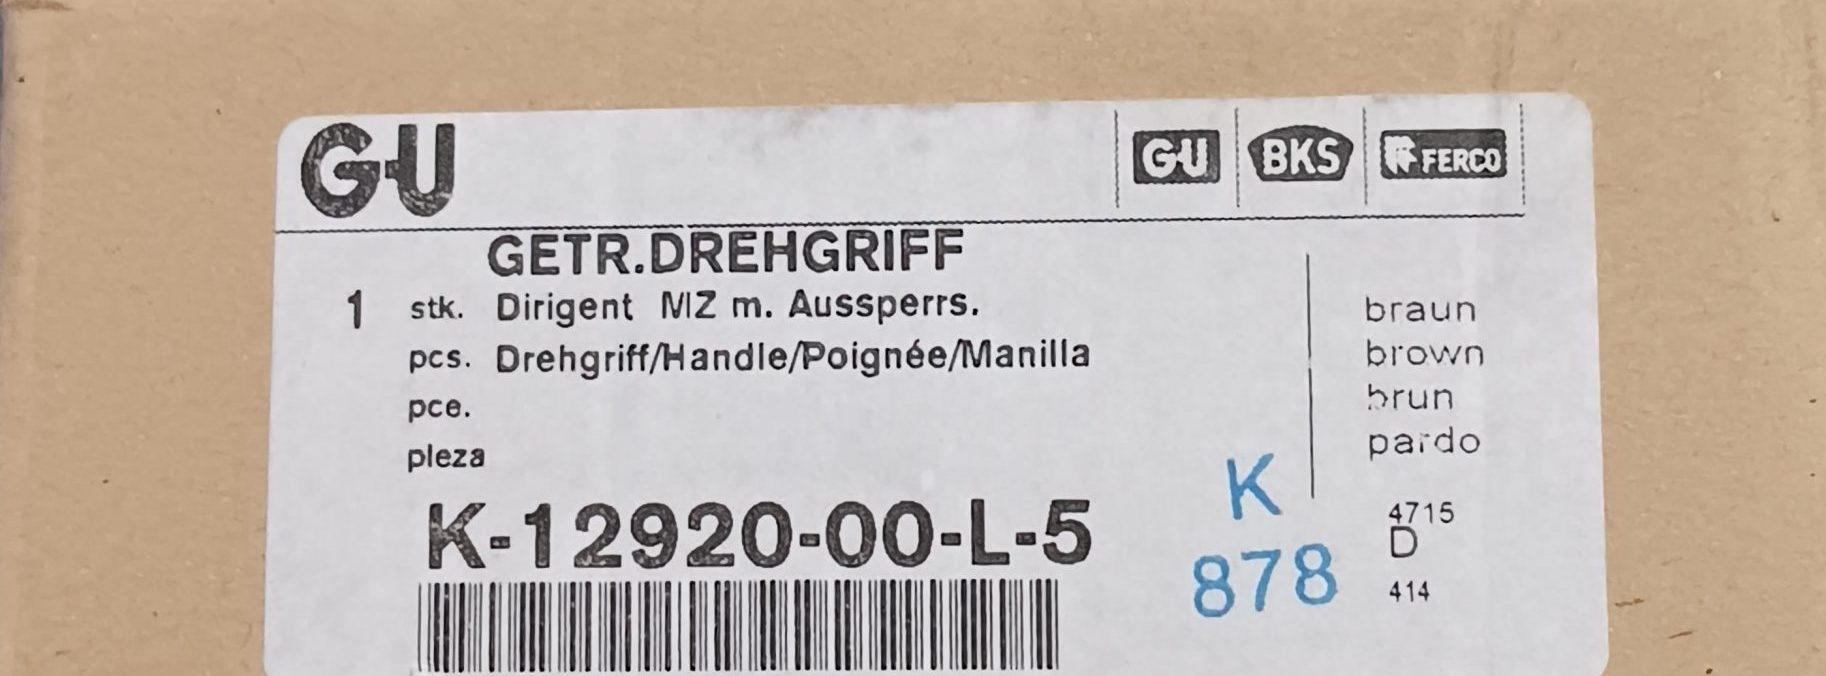 G-U
GU BKS FERCO
GETR.DREHGRIFF
1 stk. Dirigent MZ m. Aussperrs.
pcs. Drehgriff/Handle/Poignée/Manilla
pce.
pleza
braun
brown
brun
pardo
K-12920-00-L-5
K
878
4715
D
414